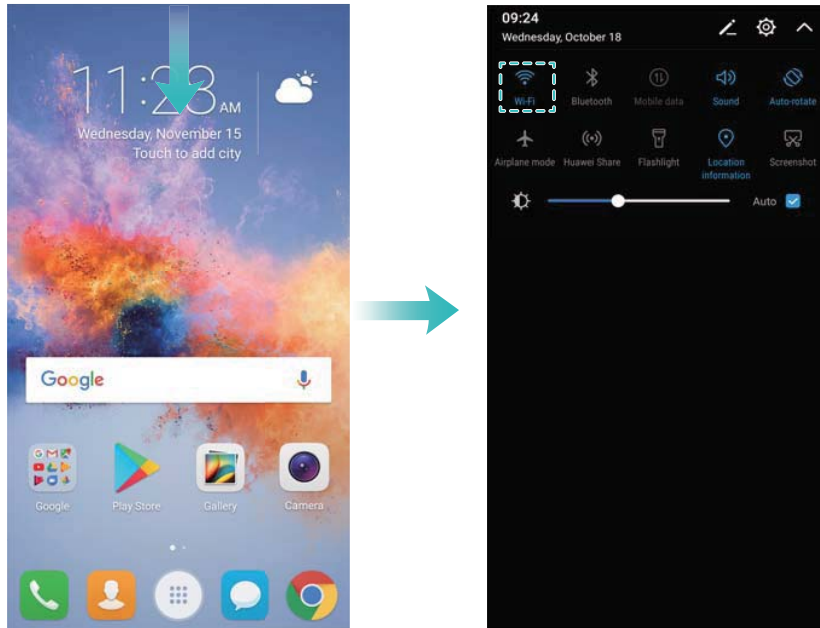 11:23 AM
Wednesday, November 15
Touch to add city
Google
Google
Play Store
Gallery
Camera
09:24
Wednesday, October 18
Wi-Fi
Bluetooth
Mobile data
Sound
Auto-rotate
Airplane mode
Huawei Share
Flashlight
Location
information
Screenshot
Auto